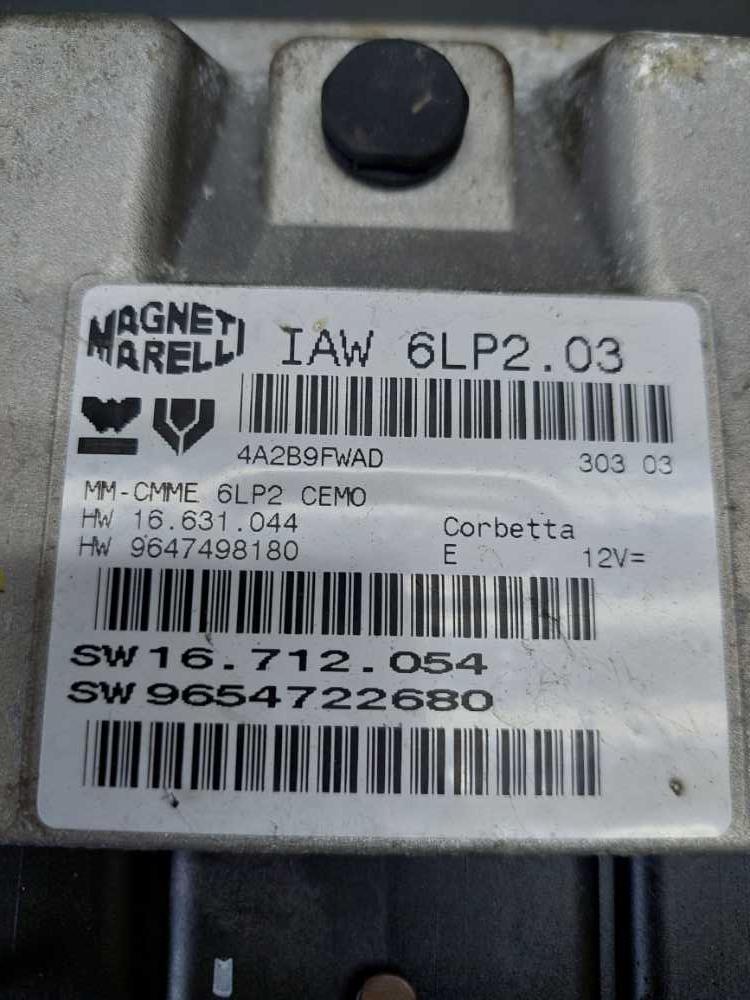 MAGNETI
MARELLI
IAW 6LP2.03
4A2B9FWAD 303 03
MM-CMME 6LP2 CEMO
HW 16.631.044 Corbetta
HW 9647498180 E 12V=
SW 16.712.054
SW 9654722680